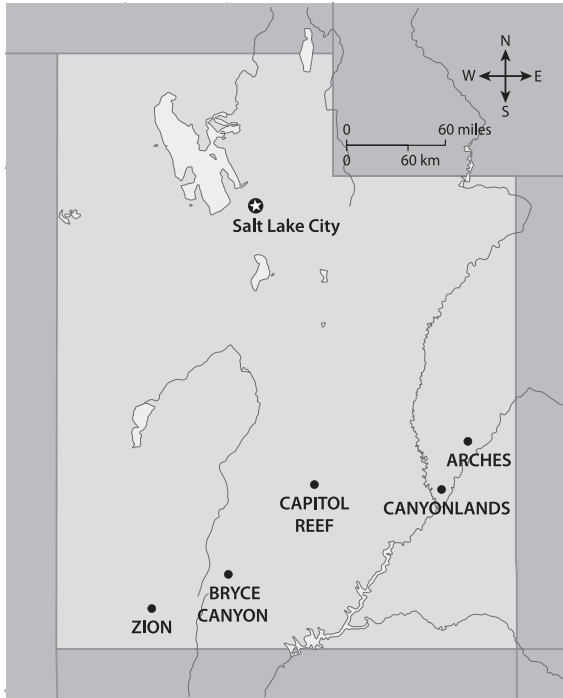 N
W E
S
0 60 miles
0 60 km
Salt Lake City
ARCHES
CAPITOL
REEF
CANYONLANDS
BRYCE
CANYON
ZION